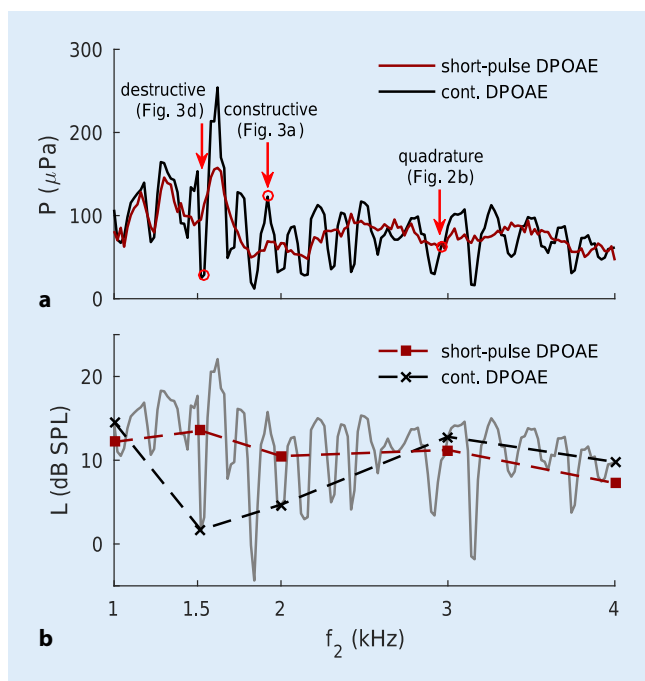 300
200
100
0
P (μPa)
short-pulse DPOAE
cont. DPOAE
destructive
(Fig. 3d)
constructive
(Fig. 3a)
quadrature
(Fig. 2b)
a
20
10
0
L (dB SPL)
short-pulse DPOAE
cont. DPOAE
1
1.5
2
3
4
f2 (kHz)
b